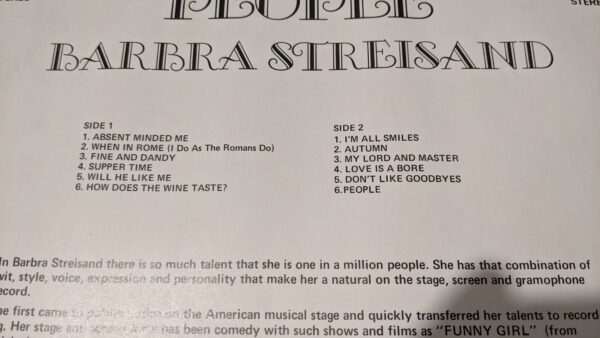 STER
PEOPLE
BARBRA STREISAND
SIDE 1
1. ABSENT MINDED ME
2. WHEN IN ROME (I Do As The Romans Do)
3. FINE AND DANDY
4. SUPPER TIME
5. WILL HE LIKE ME
6. HOW DOES THE WINE TASTE?
SIDE 2
1. I'M ALL SMILES
2. AUTUMN
3. MY LORD AND MASTER
4. LOVE IS A BORE
5. DON'T LIKE GOODBYES
6.PEOPLE
In Barbra Streisand there is so much talent that she is one in a million people. She has that combination of
wit, style, voice, expression and personality that make her a natural on the stage, screen and gramophone
ecord.
he first came to on the American musical stage and quickly transferred her talents to record
g. Her stage has been comedy with such shows and films as "FUNNY GIRL" (from